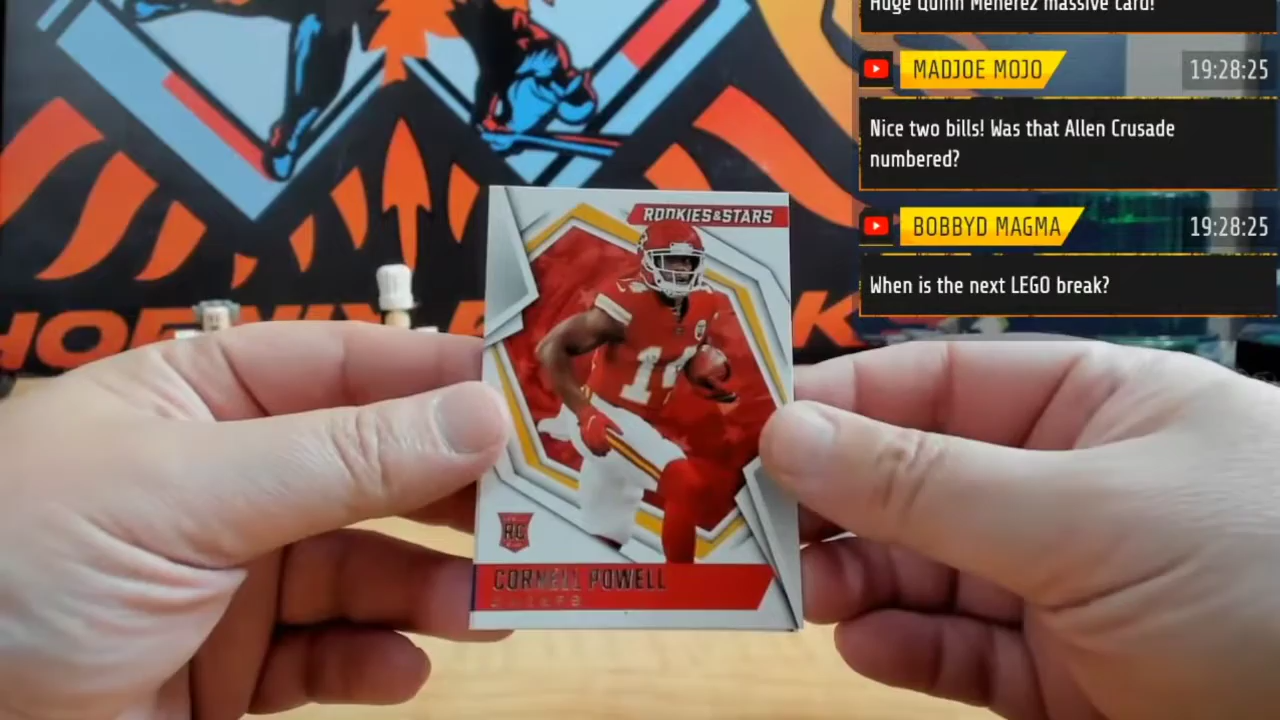 Huge Quinn Menerez massive card!
MADJOE MOJO
19:28:25
Nice two bills! Was that Allen Crusade
numbered?
BOBBYD MAGMA
19:28:25
When is the next LEGO break?
ROOKIES&STARS
RC
CORNELL POWELL
CHIEFS